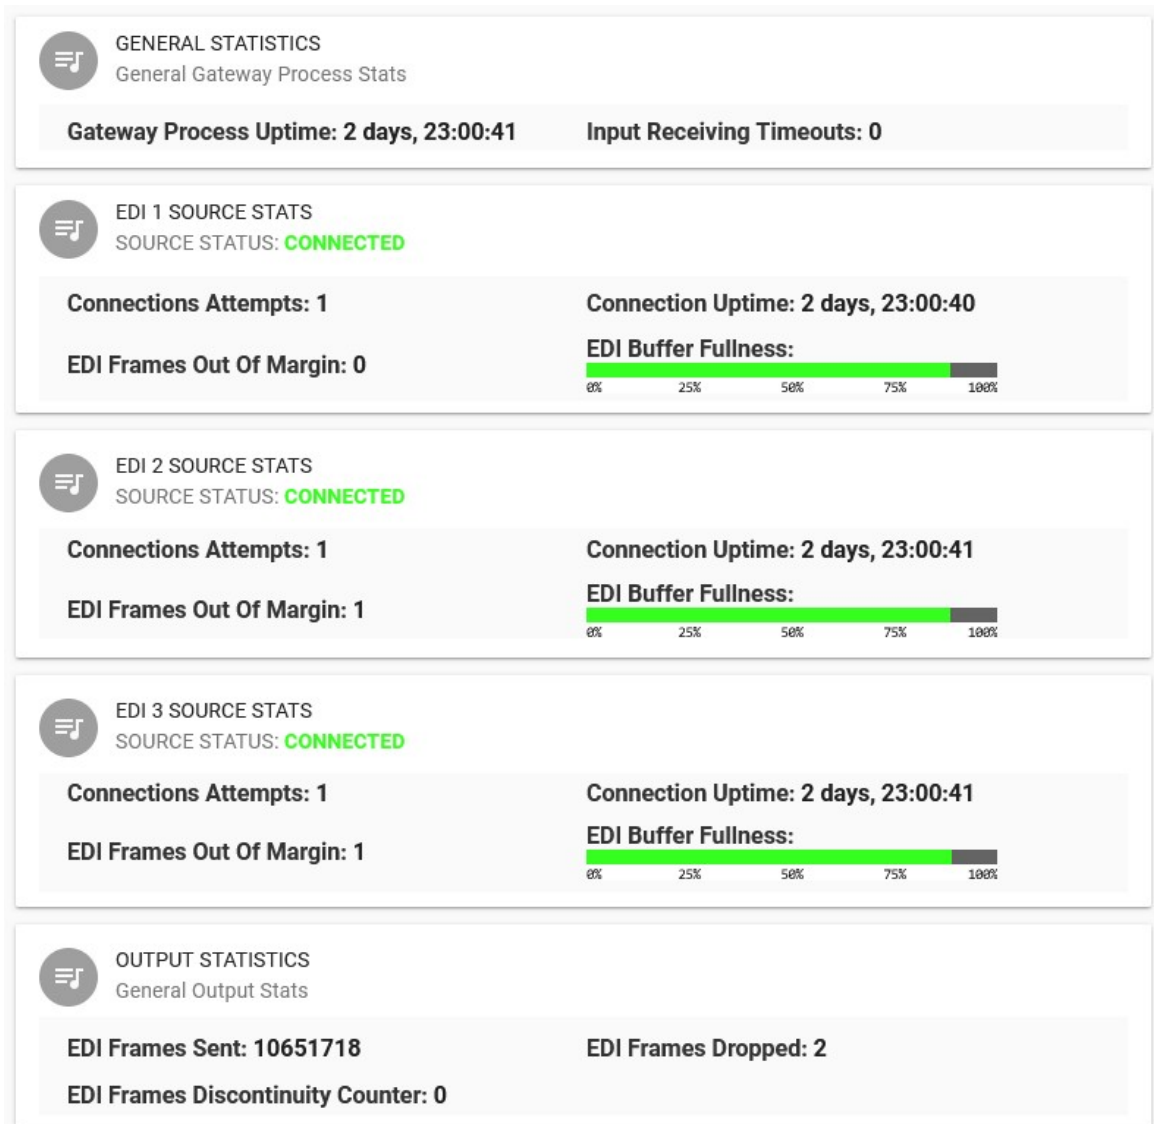 GENERAL STATISTICS
General Gateway Process Stats
Gateway Process Uptime: 2 days, 23:00:41 Input Receiving Timeouts: 0
EDI 1 SOURCE STATS
SOURCE STATUS: CONNECTED
Connections Attempts: 1 Connection Uptime: 2 days, 23:00:40
EDI Frames Out Of Margin: 0 EDI Buffer Fullness:
0% 25% 50% 75% 100%
EDI 2 SOURCE STATS
SOURCE STATUS: CONNECTED
Connections Attempts: 1 Connection Uptime: 2 days, 23:00:41
EDI Frames Out Of Margin: 1 EDI Buffer Fullness:
0% 25% 50% 75% 100%
EDI 3 SOURCE STATS
SOURCE STATUS: CONNECTED
Connections Attempts: 1 Connection Uptime: 2 days, 23:00:41
EDI Frames Out Of Margin: 1 EDI Buffer Fullness:
0% 25% 50% 75% 100%
OUTPUT STATISTICS
General Output Stats
EDI Frames Sent: 10651718 EDI Frames Dropped: 2
EDI Frames Discontinuity Counter: 0